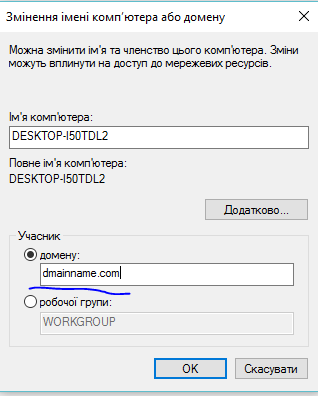 Змінення імені комп'ютера або домену
Можна змінити ім'я та членство цього комп'ютера. Зміни
можуть вплинути на доступ до мережевих ресурсів.
Ім'я комп'ютера:
DESKTOP-I50TDL2
Повне ім'я комп'ютера:
DESKTOP-I50TDL2
Додатково...
Учасник
домену:
dmainname.com
робочої групи:
WORKGROUP
OK
Скасувати